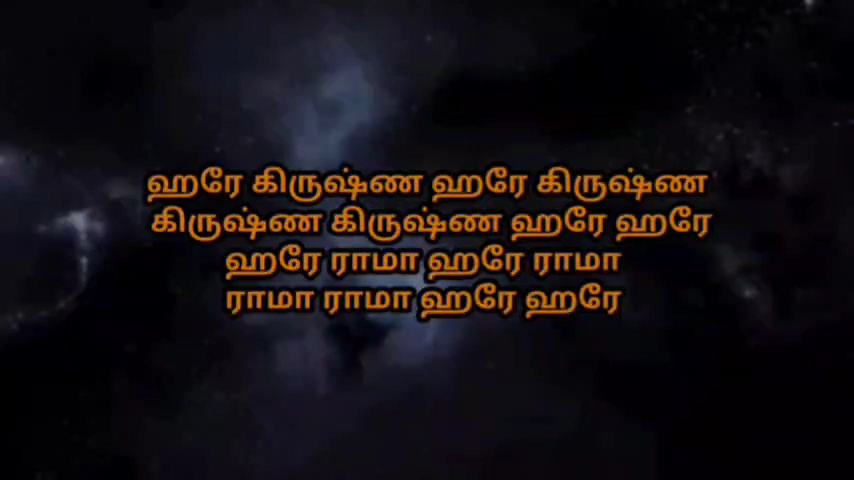 ஹரே கிருஷ்ண ஹரே கிருஷ்ண
கிருஷ்ண கிருஷ்ண ஹரே ஹரே
ஹரே ராமா ஹரே ராமா
ராமா ராமா ஹரே ஹரே